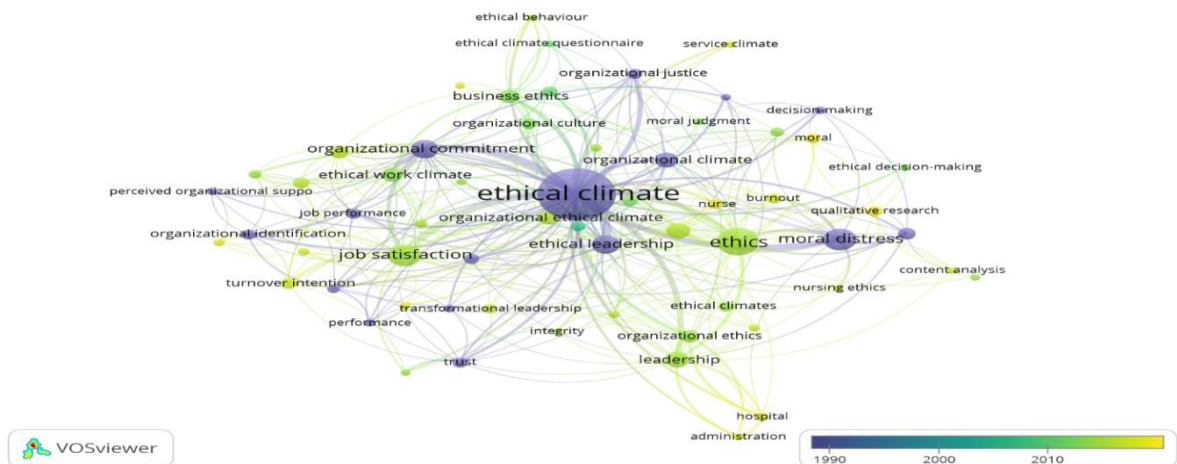 ethical behaviour
ethical climate questionnaire
service climate
organizational justice
business ethics
decision-making
organizational culture
moral judgment
moral
organizational commitment
organizational climate
ethical decision-making
ethical work climate
perceived organizational suppo
ethical climate
nurse
burnout
job performance
organizational ethical climate
qualitative research
organizational identification
ethical leadership
ethics
moral distress
job satisfaction
content analysis
turnover intention
nursing ethics
transformational leadership
ethical climates
performance
integrity
organizational ethics
trust
leadership
hospital
administration
VOSviewer
1990
2000
2010